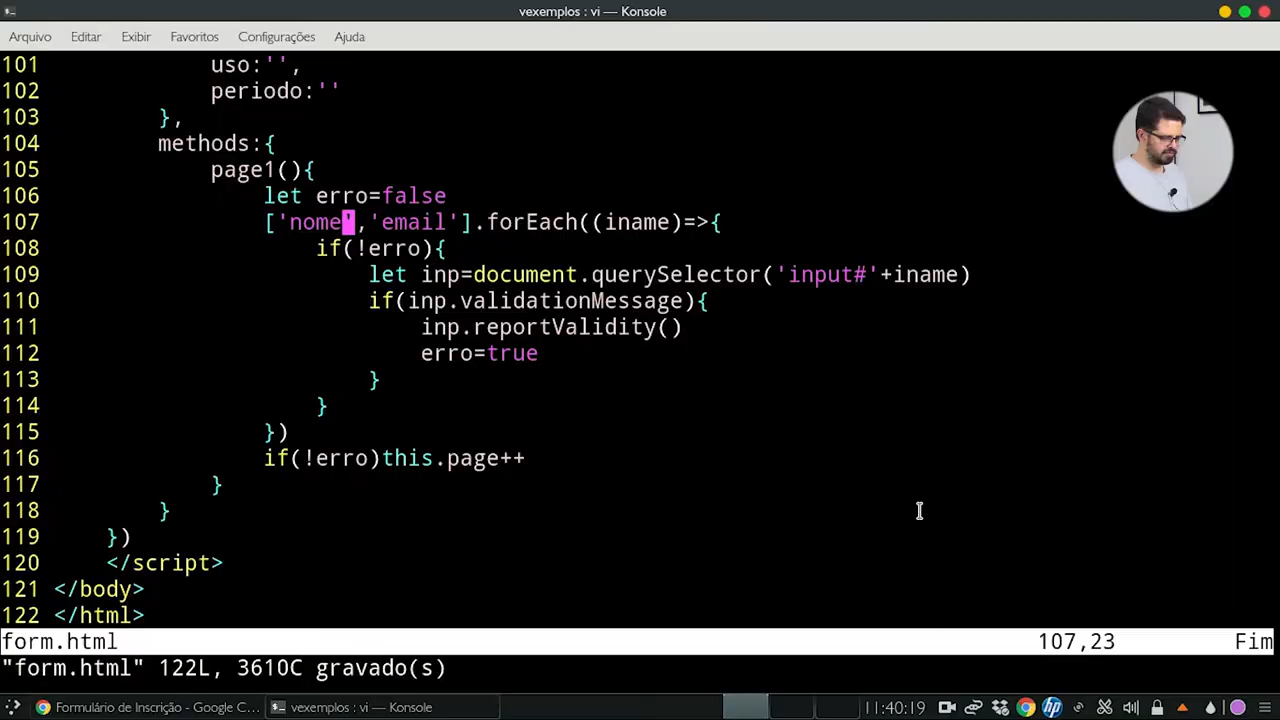 vexemplos : vi — Konsole
Arquivo Editar Exibir Favoritos Configurações Ajuda
101 uso:'',
102 periodo:''
103 },
104 methods:{
105 page1(){
106 let erro=false
107 ['nome','email'].forEach((iname)=>{
108 if(!erro){
109 let inp=document.querySelector('input#'+iname)
110 if(inp.validationMessage){
111 inp.reportValidity()
112 erro=true
113 }
114 }
115 })
116 if(!erro)this.page++
117 }
118 }
119 })
120 </script>
121 </body>
122 </html>
form.html 107,23 Fim
"form.html" 122L, 3610C gravado(s)
Formulário de Inscrição - Google C... vexemplos : vi — Konsole 11:40:19 hp